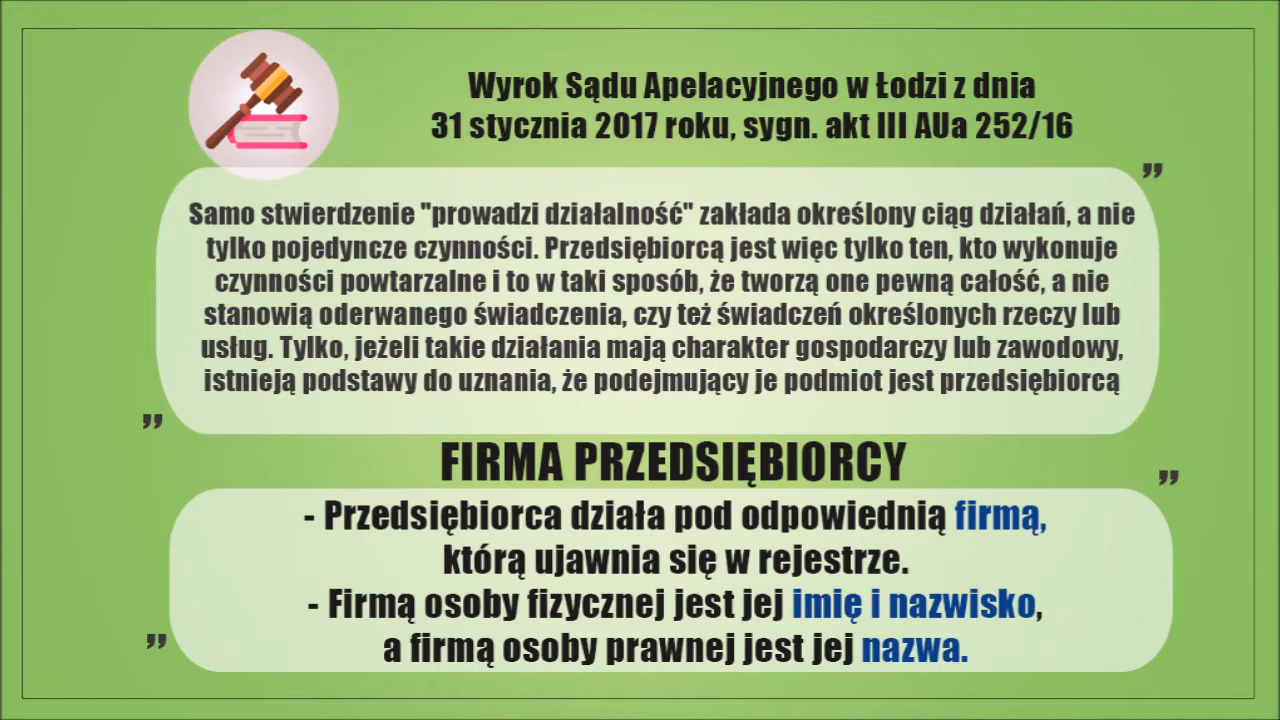 Wyrok Sądu Apelacyjnego w Łodzi z dnia
31 stycznia 2017 roku, sygn. akt III AUa 252/16
”
Samo stwierdzenie "prowadzi działalność" zakłada określony ciąg działań, a nie
tylko pojedyncze czynności. Przedsiębiorcą jest więc tylko ten, kto wykonuje
czynności powtarzalne i to w taki sposób, że tworzą one pewną całość, a nie
stanowią oderwanego świadczenia, czy też świadczeń określonych rzeczy lub
usług. Tylko, jeżeli takie działania mają charakter gospodarczy lub zawodowy,
istnieją podstawy do uznania, że podejmujący je podmiot jest przedsiębiorcą
”
FIRMA PRZEDSIĘBIORCY
”
- Przedsiębiorca działa pod odpowiednią firmą,
którą ujawnia się w rejestrze.
- Firmą osoby fizycznej jest jej imię i nazwisko,
a firmą osoby prawnej jest jej nazwa.
”